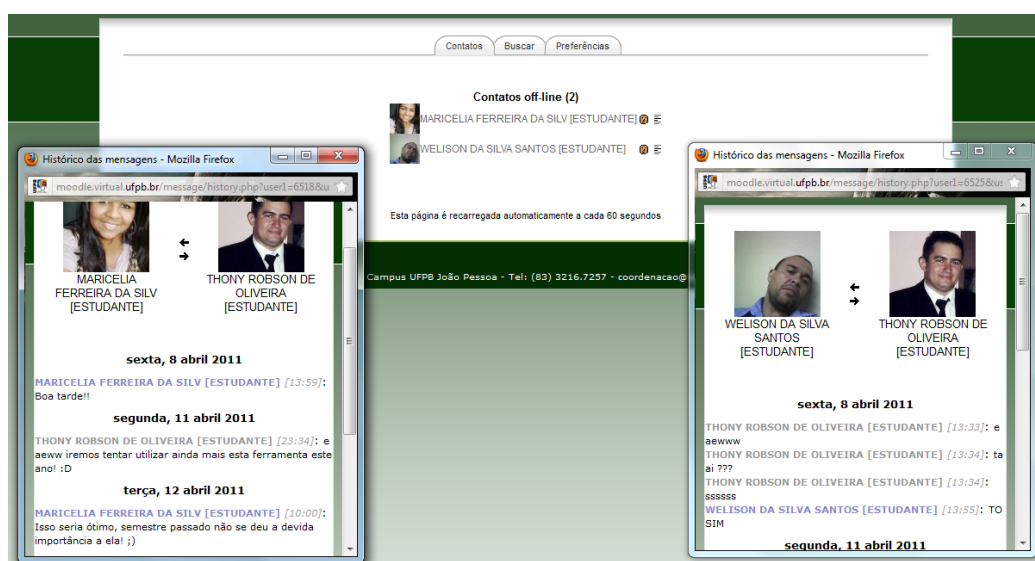 Contatos
Buscar
Preferências
Contatos off-line (2)
MARICELIA FERREIRA DA SILV [ESTUDANTE]
WELISON DA SILVA SANTOS [ESTUDANTE]
Esta página é recarregada automaticamente a cada 60 segundos
Campus UFPB João Pessoa - Tel: (83) 3216.7257 - coordenacao@
Histórico das mensagens - Mozilla Firefox
moodle.virtual.ufpb.br/message/history.php?user1=6518&u
MARICELIA
FERREIRA DA SILV
[ESTUDANTE]
THONY ROBSON DE
OLIVEIRA
[ESTUDANTE]
sexta, 8 abril 2011
MARICELIA FERREIRA DA SILV [ESTUDANTE] [13:59]:
Boa tarde!!
segunda, 11 abril 2011
THONY ROBSON DE OLIVEIRA [ESTUDANTE] [23:34]: e
aeww iremos tentar utilizar ainda mais esta ferramenta este
ano! :D
terça, 12 abril 2011
MARICELIA FERREIRA DA SILV [ESTUDANTE] [10:00]:
Isso seria ótimo, semestre passado não se deu a devida
importância a ela! ;)
Histórico das mensagens - Mozilla Firefox
moodle.virtual.ufpb.br/message/history.php?user1=6525&u
WELISON DA SILVA
SANTOS
[ESTUDANTE]
THONY ROBSON DE
OLIVEIRA
[ESTUDANTE]
sexta, 8 abril 2011
THONY ROBSON DE OLIVEIRA [ESTUDANTE] [13:33]: e
aewww
THONY ROBSON DE OLIVEIRA [ESTUDANTE] [13:34]: ta
ai ???
THONY ROBSON DE OLIVEIRA [ESTUDANTE] [13:34]:
ssssss
WELISON DA SILVA SANTOS [ESTUDANTE] [13:55]: TO
SIM
segunda, 11 abril 2011